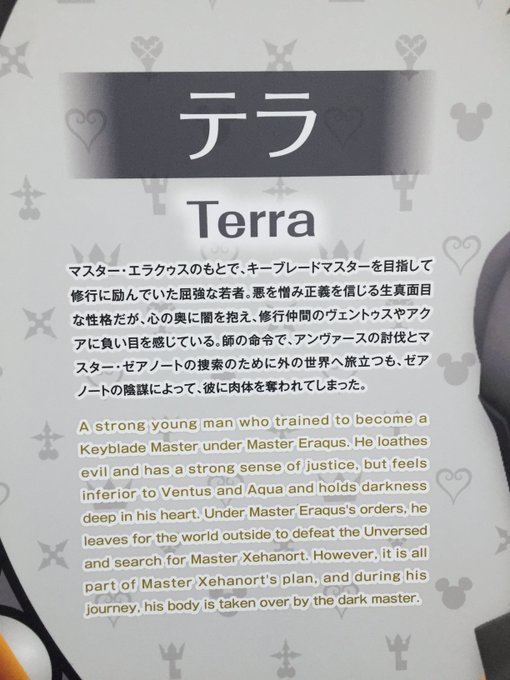 テラ
Terra
マスター・エラクゥスのもとで、キーブレードマスターを目指して
修行に励んでいた屈強な若者。悪を憎み正義を信じる生真面目
な性格だが、心の奥に闇を抱え、修行仲間のヴェントゥスやアク
アに負い目を感じている。師の命令で、アンヴァースの討伐とマ
スター・ゼアノートの捜索のために外の世界へ旅立つも、ゼア
ノートの陰謀によって、彼に肉体を奪われてしまった。
A strong young man who trained to become a
Keyblade Master under Master Eraqus. He loathes
evil and has a strong sense of justice, but feels
inferior to Ventus and Aqua and holds darkness
deep in his heart. Under Master Eraqus's orders, he
leaves for the world outside to defeat the Unversed
and search for Master Xehanort. However, it is all
part of Master Xehanort's plan, and during his
journey, his body is taken over by the dark master.